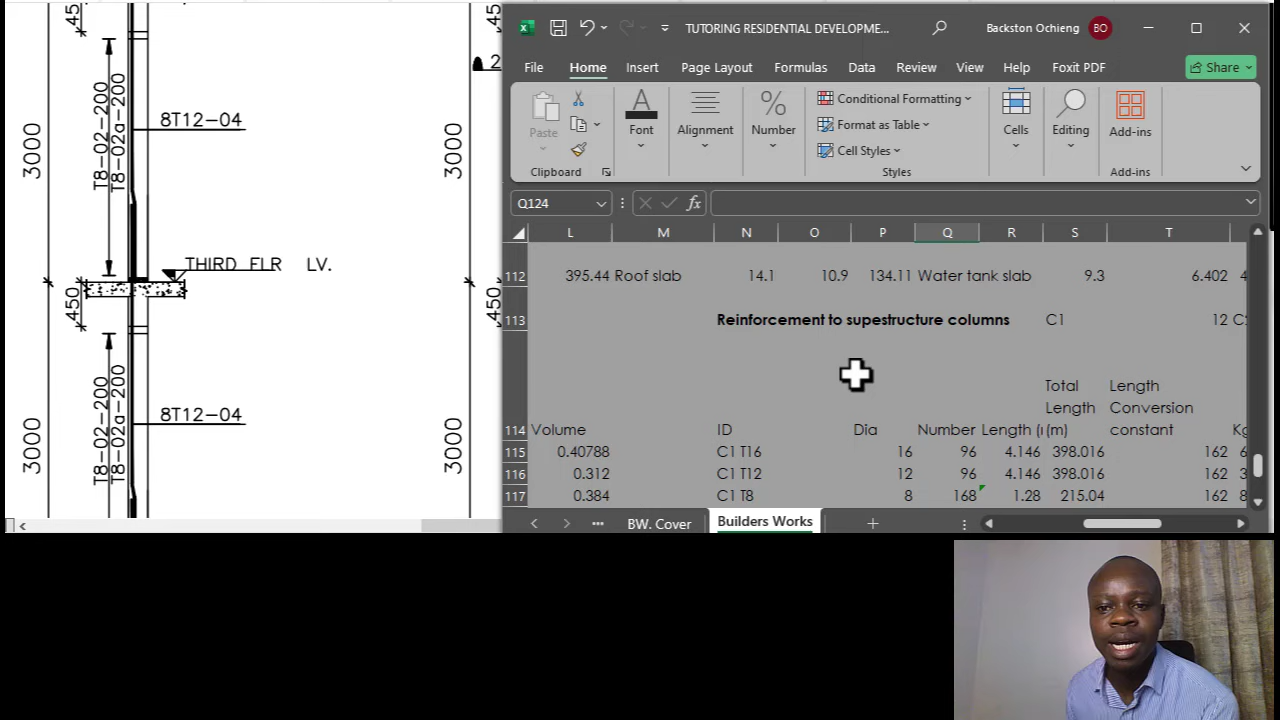 45
8T12-04
3000
T8-02-200
T8-02a-200
THIRD FLR LV.
450
8T12-04
3000
T8-02-200
T8-02a-200
45
2
3000
450
3000
TUTORING RESIDENTIAL DEVELOPME...
Backston Ochieng
BO
File Home Insert Page Layout Formulas Data Review View Help Foxit PDF
Share
Paste
Clipboard
Font
Alignment
Number
Conditional Formatting
Format as Table
Cell Styles
Styles
Cells
Editing
Add-ins
Add-ins
Q124
fx
L M N O P Q R S T
112 395.44 Roof slab 14.1 10.9 134.11 Water tank slab 9.3 6.402 4
113 Reinforcement to supestructure columns C1 12
Total Length
Length Conversion
114 Volume ID Dia Number Length (m) constant
115 0.40788 C1 T16 16 96 4.146 398.016 162
116 0.312 C1 T12 12 96 4.146 398.016 162
117 0.384 C1 T8 8 168 1.28 215.04 162 8
BW. Cover
Builders Works